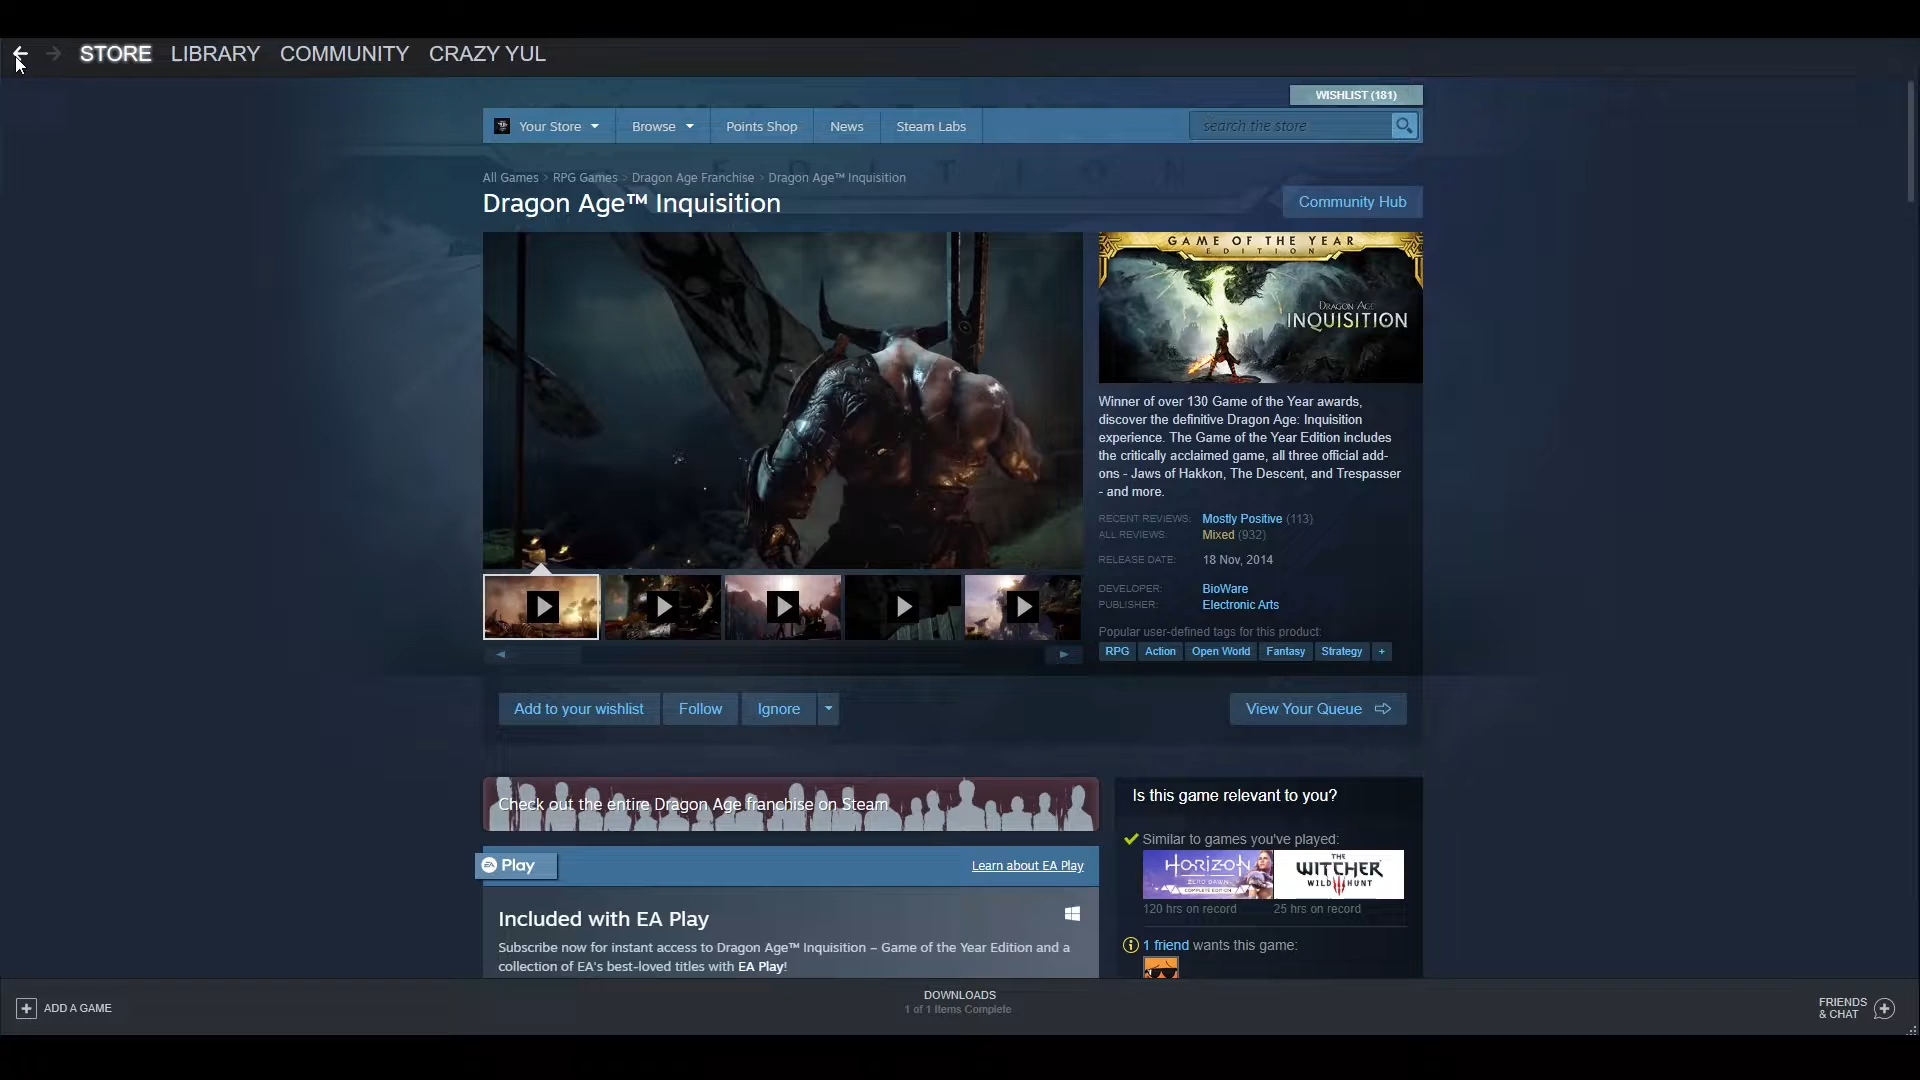 STORE LIBRARY COMMUNITY CRAZY YUL
WISHLIST (181)
Your Store Browse Points Shop News Steam Labs search the store
All Games > RPG Games > Dragon Age Franchise > Dragon Age™ Inquisition
Dragon Age™ Inquisition
Community Hub
GAME OF THE YEAR
EDITION
DRAGON AGE
INQUISITION
Winner of over 130 Game of the Year awards,
discover the definitive Dragon Age: Inquisition
experience. The Game of the Year Edition includes
the critically acclaimed game, all three official add-
ons - Jaws of Hakkon, The Descent, and Trespasser
- and more.
RECENT REVIEWS: Mostly Positive (113)
ALL REVIEWS: Mixed (932)
RELEASE DATE: 18 Nov, 2014
DEVELOPER: BioWare
PUBLISHER: Electronic Arts
Popular user-defined tags for this product:
RPG Action Open World Fantasy Strategy +
Add to your wishlist Follow Ignore View Your Queue
Check out the entire Dragon Age franchise on Steam
Is this game relevant to you?
Similar to games you've played:
HORIZON
ZERO DAWN
COMPLETE EDITION
THE
WITCHER
WILD HUNT
120 hrs on record 25 hrs on record
1 friend wants this game:
EA Play Learn about EA Play
Included with EA Play
Subscribe now for instant access to Dragon Age™ Inquisition – Game of the Year Edition and a
collection of EA's best-loved titles with EA Play!
ADD A GAME
DOWNLOADS
1 of 1 Items Complete
FRIENDS
& CHAT